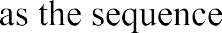 as the sequence